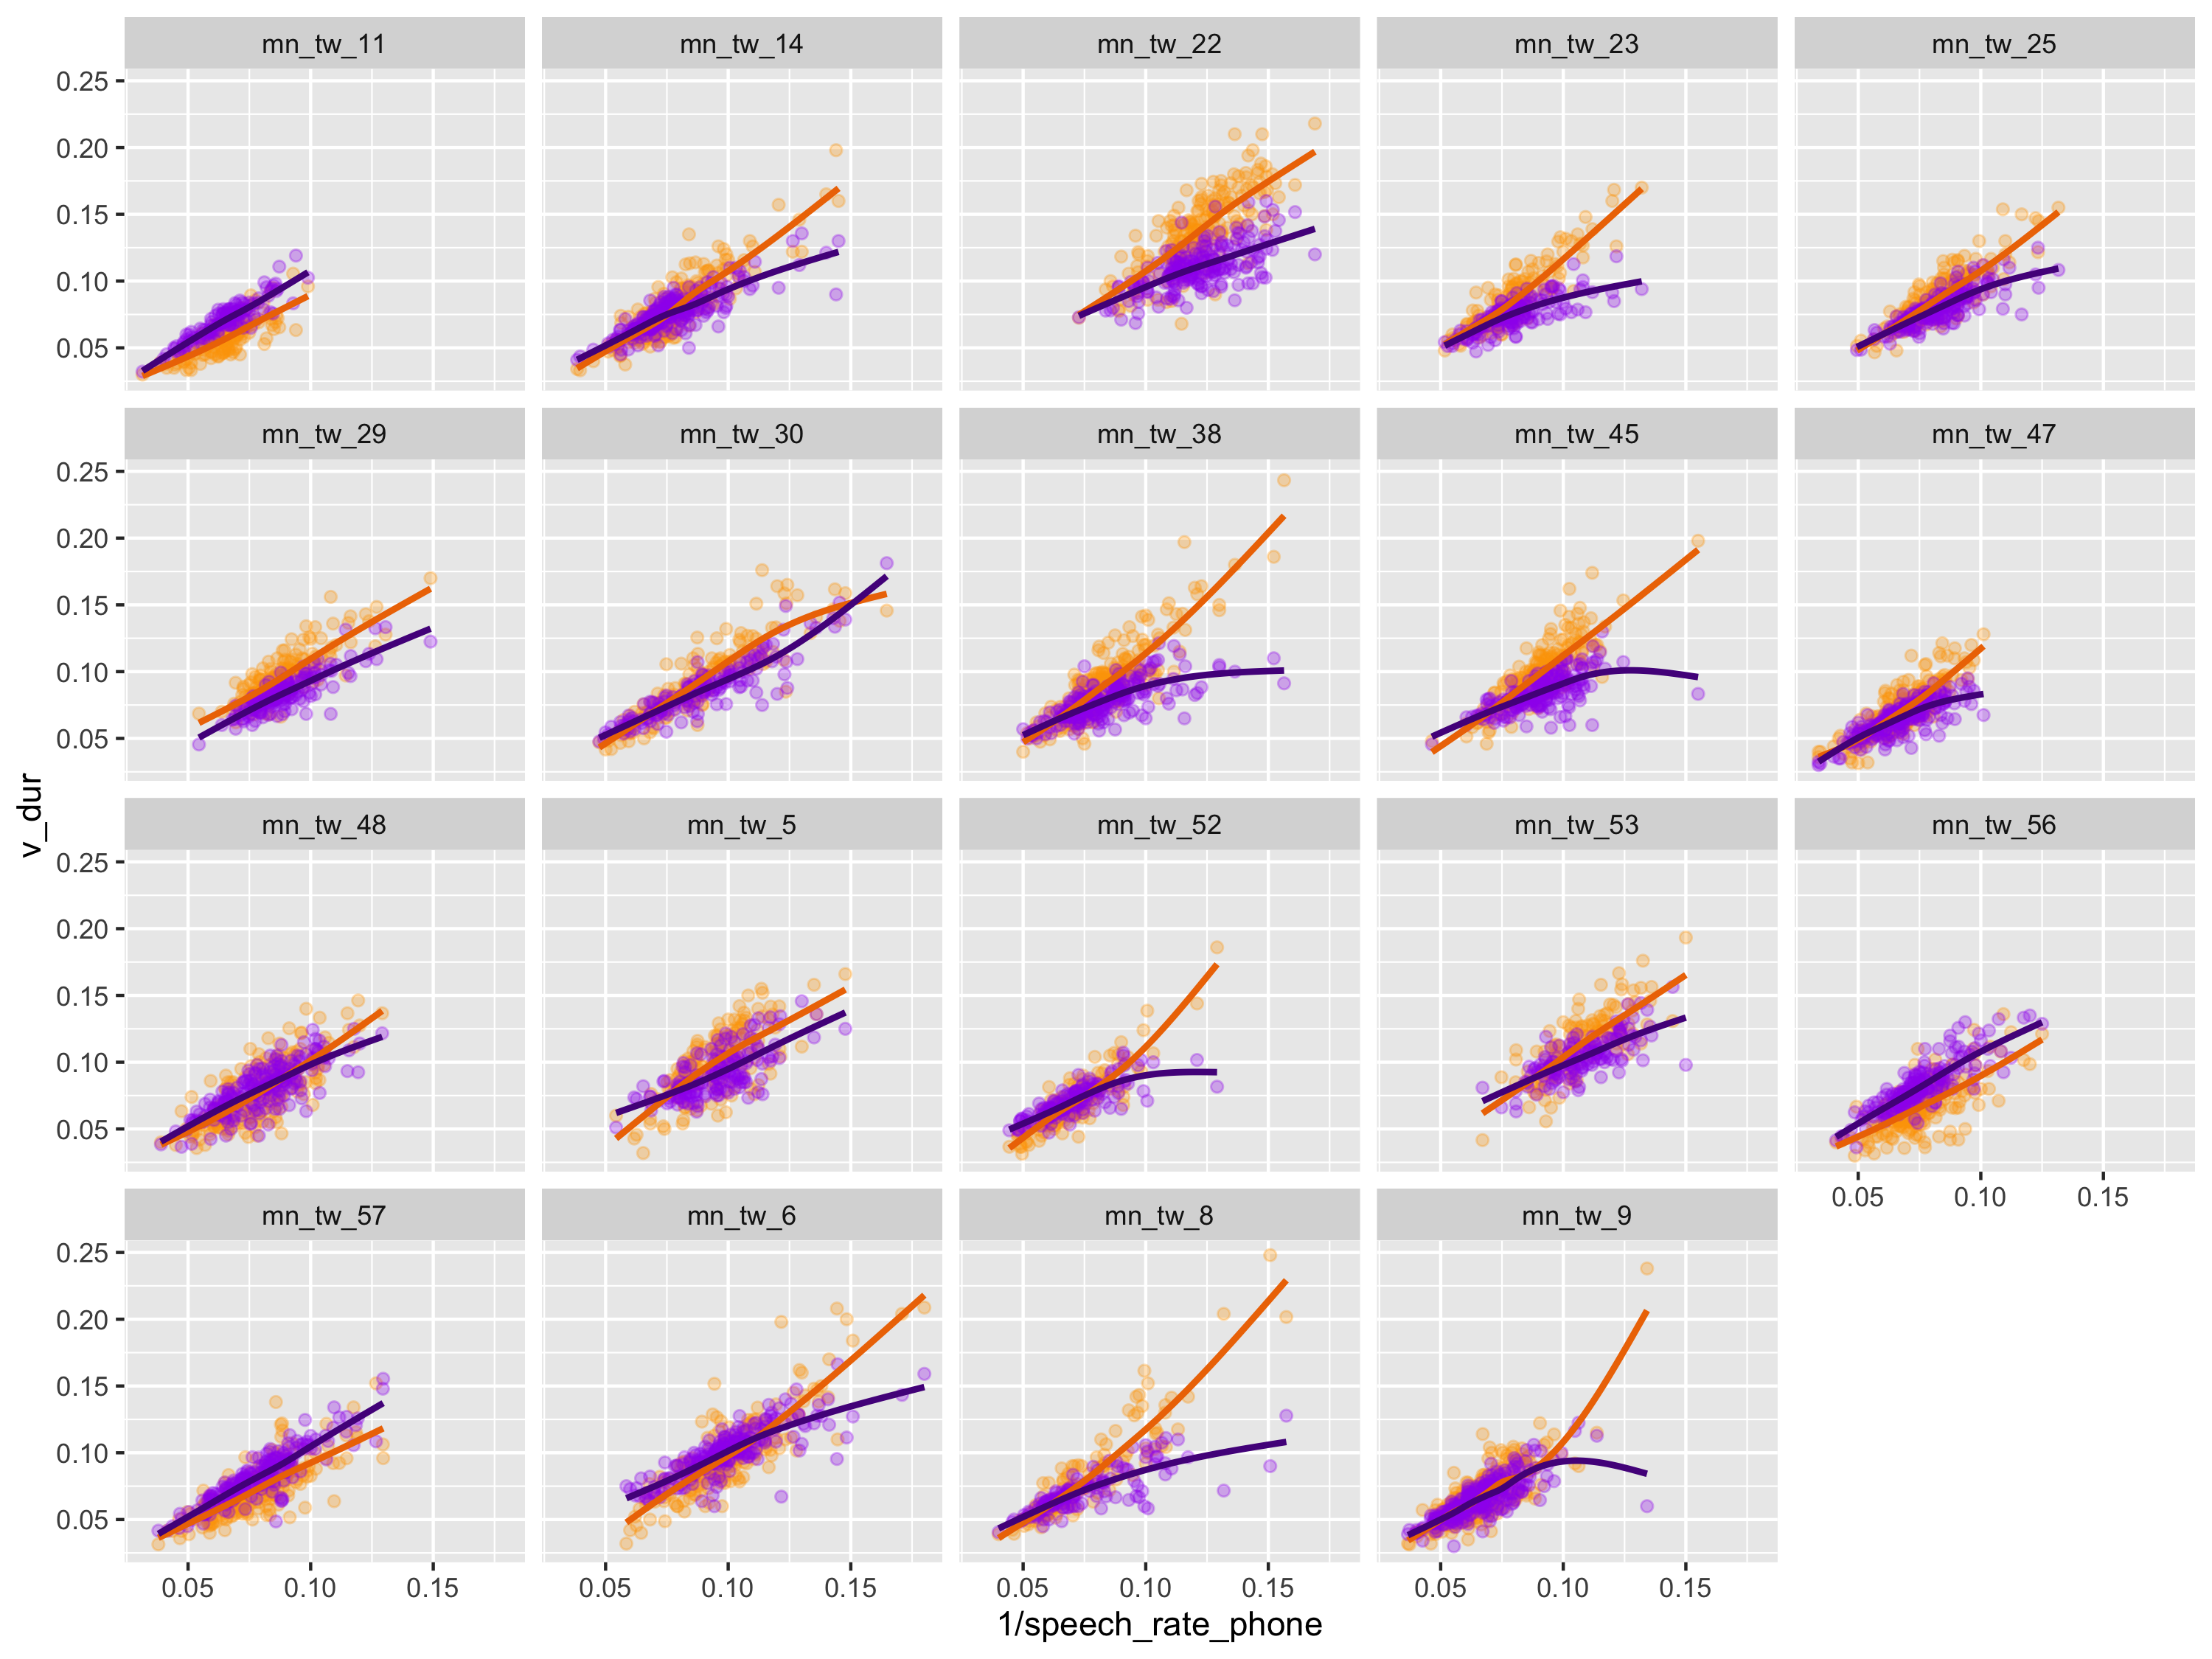 mn_tw_11 mn_tw_14 mn_tw_22 mn_tw_23 mn_tw_25
0.25
0.20
0.15
0.10
0.05
mn_tw_29 mn_tw_30 mn_tw_38 mn_tw_45 mn_tw_47
0.25
0.20
0.15
0.10
0.05
v_dur
mn_tw_48 mn_tw_5 mn_tw_52 mn_tw_53 mn_tw_56
0.25
0.20
0.15
0.10
0.05
0.05 0.10 0.15
mn_tw_57 mn_tw_6 mn_tw_8 mn_tw_9
0.25
0.20
0.15
0.10
0.05
0.05 0.10 0.15 0.05 0.10 0.15 0.05 0.10 0.15 0.05 0.10 0.15
1/speech_rate_phone